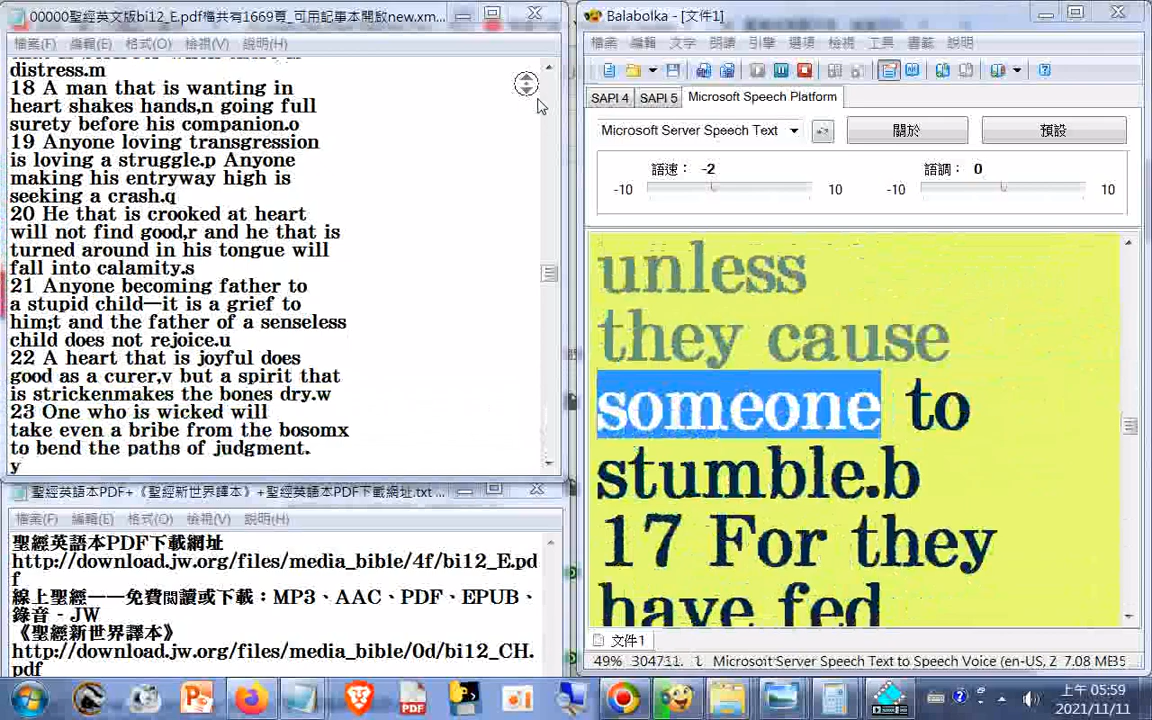 00000聖經英文版bi12_E.pdf檔共有1669頁_可用記事本開啟new.xm...
檔案(F) 編輯(E) 格式(O) 檢視(V) 說明(H)
distress.m
18 A man that is wanting in
heart shakes hands,n going full
surety before his companion.o
19 Anyone loving transgression
is loving a struggle.p Anyone
making his entryway high is
seeking a crash.q
20 He that is crooked at heart
will not find good,r and he that is
turned around in his tongue will
fall into calamity.s
21 Anyone becoming father to
a stupid child—it is a grief to
him;t and the father of a senseless
child does not rejoice.u
22 A heart that is joyful does
good as a curer,v but a spirit that
is strickenmakes the bones dry.w
23 One who is wicked will
take even a bribe from the bosomx
to bend the paths of judgment.
y
聖經英語本PDF+《聖經新世界譯本》+聖經英語本PDF下載網址.txt ...
檔案(F) 編輯(E) 格式(O) 檢視(V) 說明(H)
聖經英語本PDF下載網址
http://download.jw.org/files/media_bible/4f/bi12_E.pd
f
線上聖經——免費閱讀或下載：MP3、AAC、PDF、EPUB、
錄音 - JW
《聖經新世界譯本》
http://download.jw.org/files/media_bible/0d/bi12_CH.
pdf
Balabolka - [文件1]
檔案 編輯 文字 朗讀 引擎 選項 檢視 工具 書籤 說明
SAPI 4 SAPI 5 Microsoft Speech Platform
Microsoft Server Speech Text 關於 預設
語速： -2 語調： 0
-10 10 -10 10
unless
they cause
someone to
stumble.b
17 For they
have fed
文件1
49% 304711. Microsoft Server Speech Text to Speech Voice (en-US, Z 7.08 MB
上午 05:59
2021/11/11